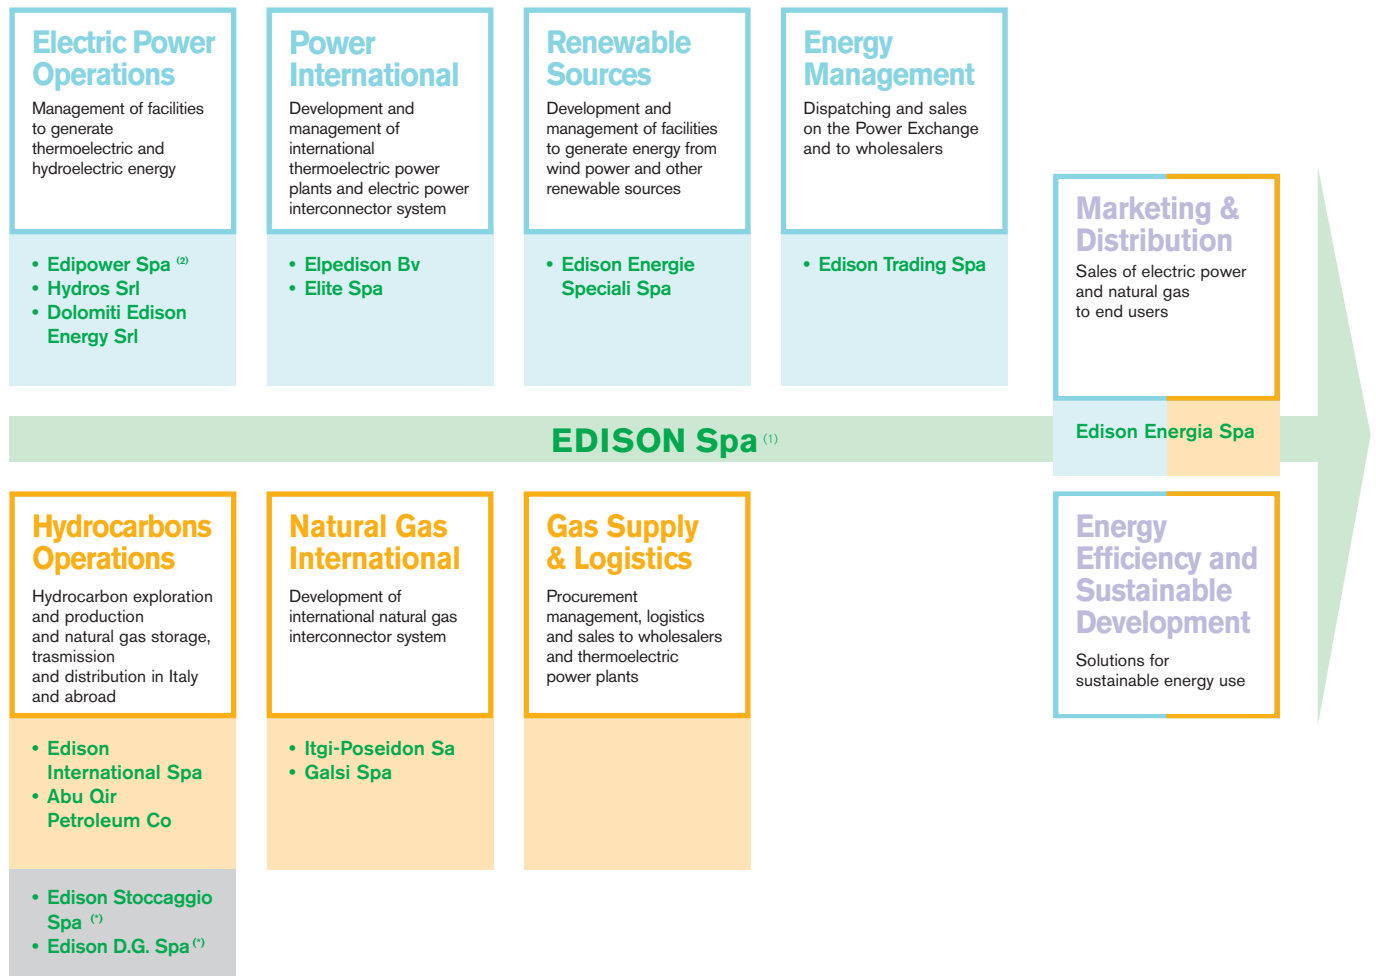 Electric Power
Operations
Management of facilities
to generate
thermoelectric and
hydroelectric energy
• Edipower Spa (2)
• Hydros Srl
• Dolomiti Edison
Energy Srl
Power
International
Development and
management of
international
thermoelectric power
plants and electric power
interconnector system
• Elpedison Bv
• Elite Spa
Renewable
Sources
Development and
management of facilities
to generate energy from
wind power and other
renewable sources
• Edison Energie
Speciali Spa
Energy
Management
Dispatching and sales
on the Power Exchange
and to wholesalers
• Edison Trading Spa
Marketing &
Distribution
Sales of electric power
and natural gas
to end users
Edison Energia Spa
EDISON Spa (1)
Hydrocarbons
Operations
Hydrocarbon exploration
and production
and natural gas storage,
trasmission
and distribution in Italy
and abroad
• Edison
International Spa
• Abu Qir
Petroleum Co
• Edison Stoccaggio
Spa (*)
• Edison D.G. Spa (*)
Natural Gas
International
Development of
international natural gas
interconnector system
• Itgi-Poseidon Sa
• Galsi Spa
Gas Supply
& Logistics
Procurement
management, logistics
and sales to wholesalers
and thermoelectric
power plants
Energy
Efficiency and
Sustainable
Development
Solutions for
sustainable energy use